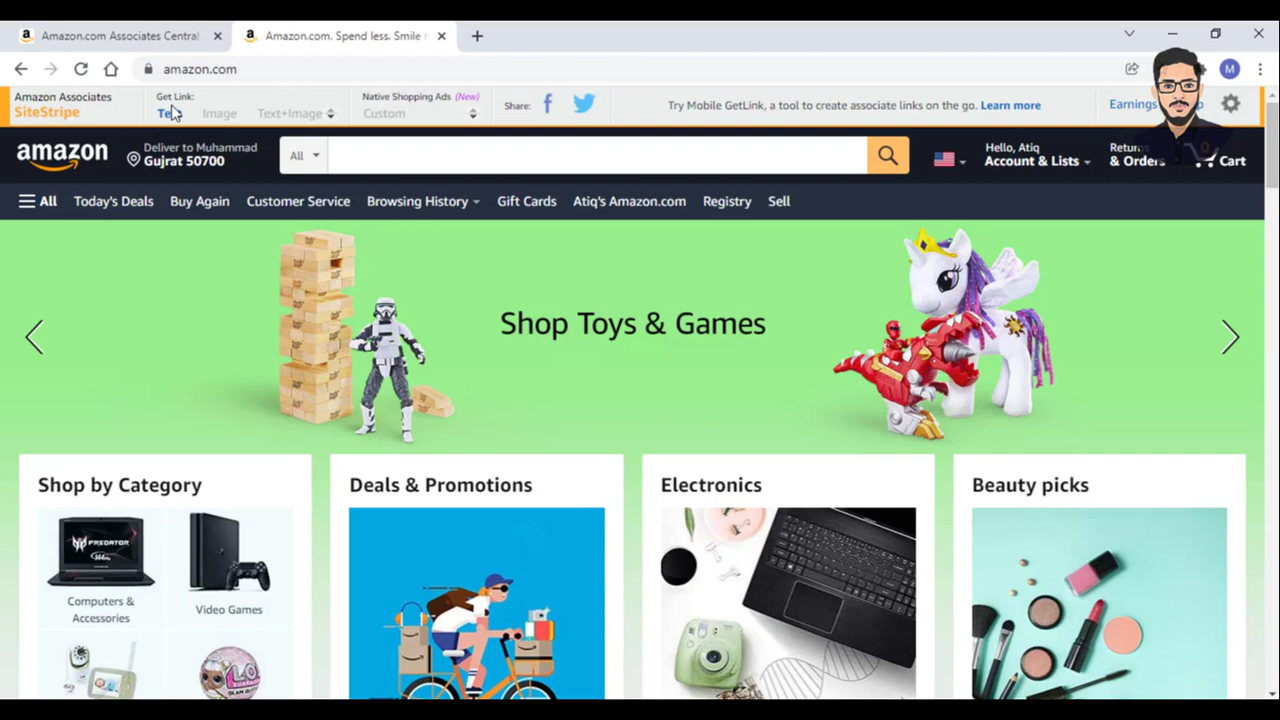 Amazon.com Associates Central
Amazon.com. Spend less. Smile
amazon.com
M
Amazon Associates
SiteStripe
Get Link:
Image
Text+Image
Native Shopping Ads (New)
Custom
Share:
Try Mobile GetLink, a tool to create associate links on the go. Learn more
Earnings
amazon
Deliver to Muhammad
Gujrat 50700
All
Hello, Atiq
Account & Lists
& Orders
0
Cart
All
Today's Deals
Buy Again
Customer Service
Browsing History
Gift Cards
Atiq's Amazon.com
Registry
Sell
Shop Toys & Games
Shop by Category
Deals & Promotions
Electronics
Beauty picks
PREDATOR
Computers &
Accessories
Video Games